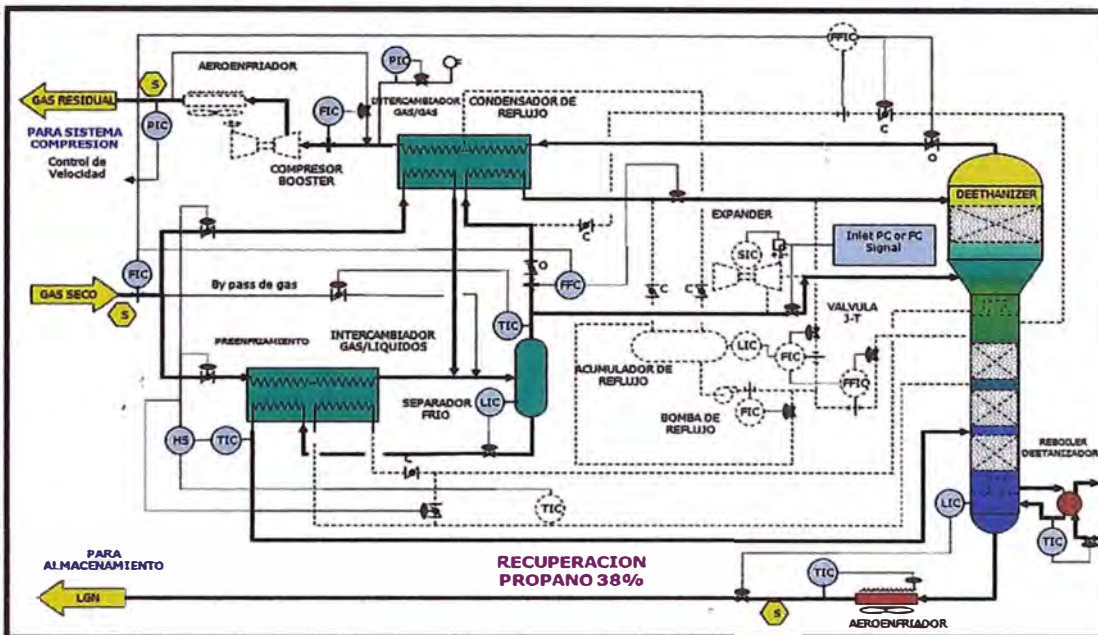 FFIC
AEROENFRIADOR
PIC
S
GAS RESIDUAL
INTERCAMBIADOR
GAS/GAS
CONDENSADOR DE
REFLUJO
FIC
PIC
PARA SISTEMA
COMPRESION
Control de
Velocidad
C
O
COMPRESOR
BOOSTER
DEETHANIZER
EXPANDER
Inlet PC or FC
Signal
C
SIC
FIC
O
FFC
GAS SECO
By pass de gas
C
C
S
TIC
VALVULA
J-T
INTERCAMBIADOR
GAS/LIQUIDOS
PREENFRIAMIENTO
LIC
FIC
ACUMULADOR
DE REFLUJO
FFIC
SEPARADOR
FRIO
LIC
BOMBA DE
REFLUJO
FIC
HS
TIC
REBOILER
DEETANIZADOR
LIC
TIC
TIC
PARA
ALMACENAMIENTO
RECUPERACION
PROPANO 38%
TIC
LGN
S
AEROENFRIADOR